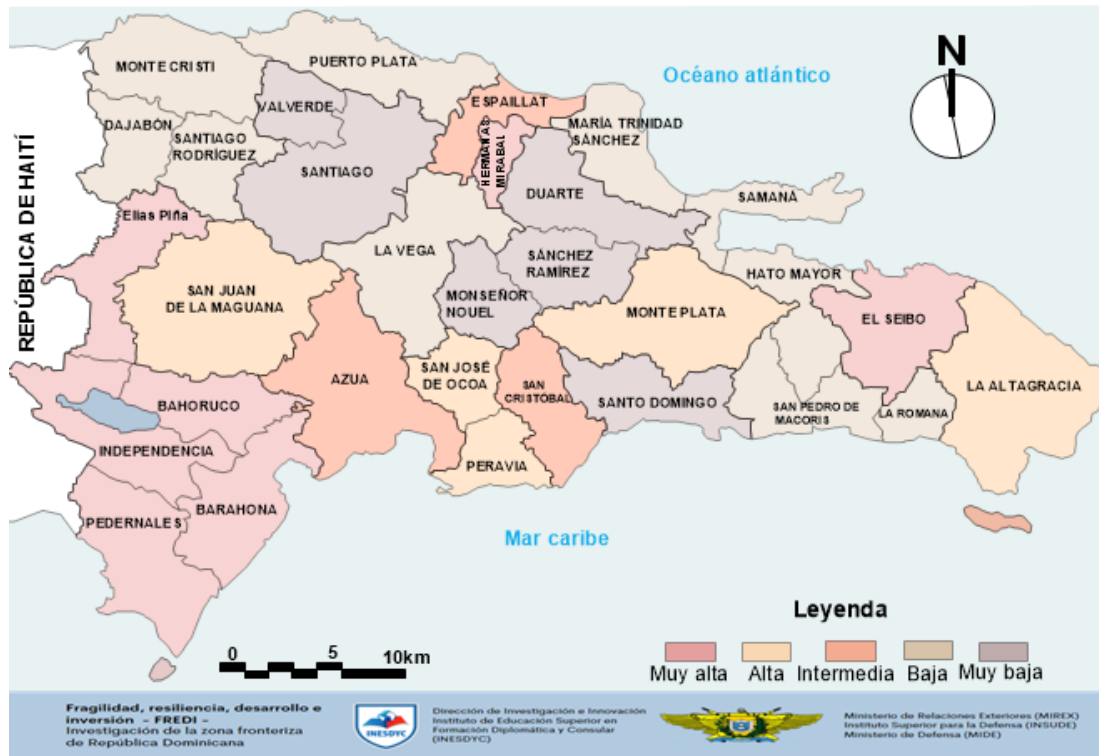 N
Océano atlántico
REPÚBLICA DE HAITÍ
MONTE CRISTI
PUERTO PLATA
ESPAILLAT
VALVERDE
DAJABÓN
SANTIAGO
RODRÍGUEZ
MARÍA TRINIDAD
SÁNCHEZ
HERMANAS
MIRABAL
SANTIAGO
DUARTE
SAMANÁ
Elias Piña
LA VEGA
SÁNCHEZ
RAMÍREZ
HATO MAYOR
SAN JUAN
DE LA MAGUANA
MONSEÑOR
NOUEL
MONTE PLATA
EL SEIBO
SAN JOSÉ
DE OCOA
AZUA
SAN
CRISTÓBAL
SANTO DOMINGO
LA ALTAGRACIA
BAHORUCO
SAN PEDRO DE
MACORIS
LA ROMANA
INDEPENDENCIA
PERAVIA
BARAHONA
PEDERNALES
Mar caribe
Leyenda
0 5 10km
Muy alta Alta Intermedia Baja Muy baja
Fragilidad, resiliencia, desarrollo e
inversión - FREDI -
Investigación de la zona fronteriza
de República Dominicana
INESDYC
Dirección de Investigación e Innovación
Instituto de Educación Superior en
Formación Diplomática y Consular
(INESDYC)
Ministerio de Relaciones Exteriores (MIREX)
Instituto Superior para la Defensa (INSUDE)
Ministerio de Defensa (MIDE)